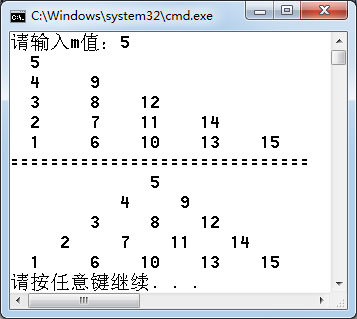 C:\Windows\system32\cmd.exe
请输入m值：5
5
4 9
3 8 12
2 7 11 14
1 6 10 13 15
==============================
5
4 9
3 8 12
2 7 11 14
1 6 10 13 15
请按任意键继续. . .